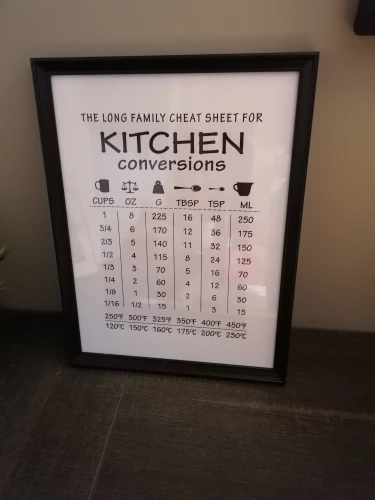 THE LONG FAMILY CHEAT SHEET FOR
KITCHEN
conversions
CUPS OZ G TBSP TSP ML
1 8 225 16 48 250
3/4 6 170 12 36 175
2/3 5 140 11 32 150
1/2 4 115 8 24 125
1/3 3 70 5 16 70
1/4 2 60 4 12 60
1/8 1 30 2 6 30
1/16 1/2 15 1 3 15
250°F 300°F 325°F 350°F 400°F 450°F
120°C 150°C 160°C 175°C 200°C 230°C